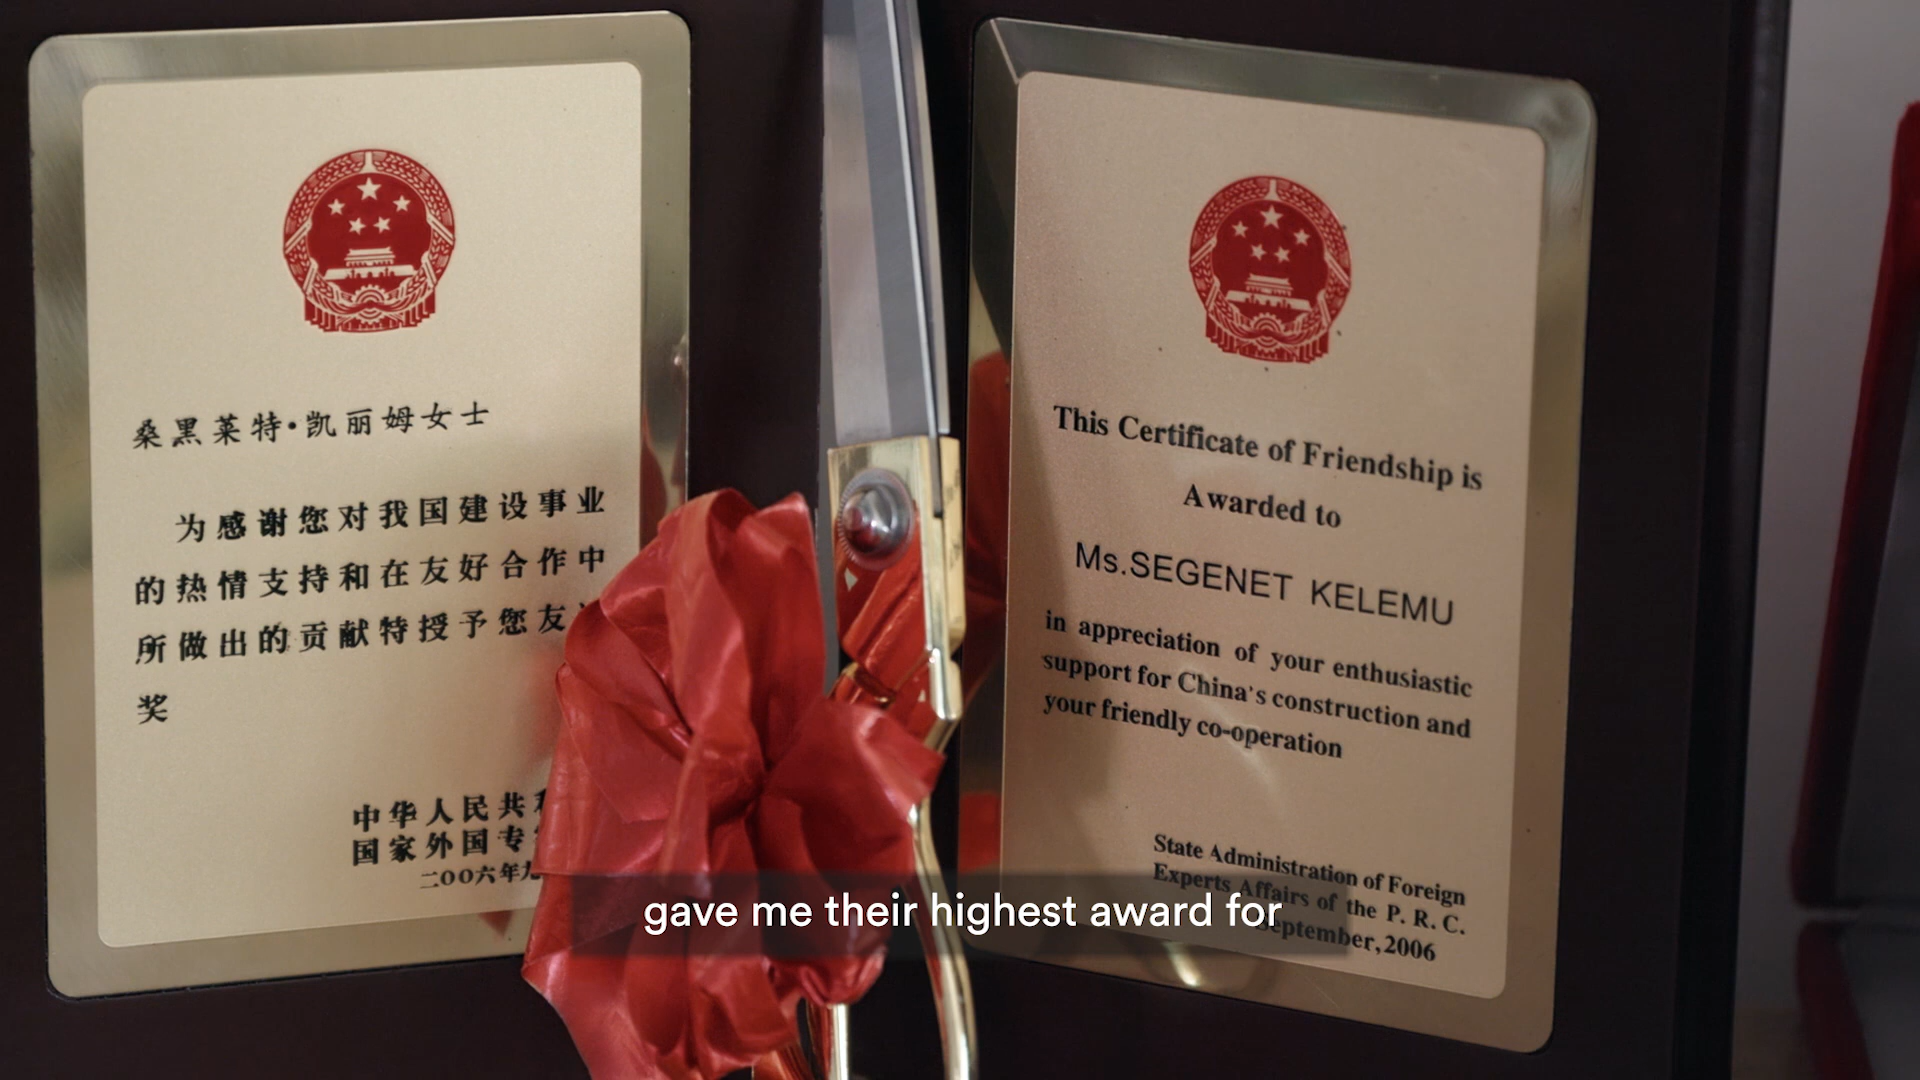 桑黑莱特·凯丽姆女士
为感谢您对我国建设事业
的热情支持和在友好合作中
所做出的贡献特授予您友
奖
中华人民共
国家外国专
二〇〇六年九
This Certificate of Friendship is
Awarded to
Ms.SEGENET KELEMU
in appreciation of your enthusiastic
support for China's construction and
your friendly co-operation
State Administration of Foreign
Experts Affairs of the P. R. C.
September,2006
gave me their highest award for